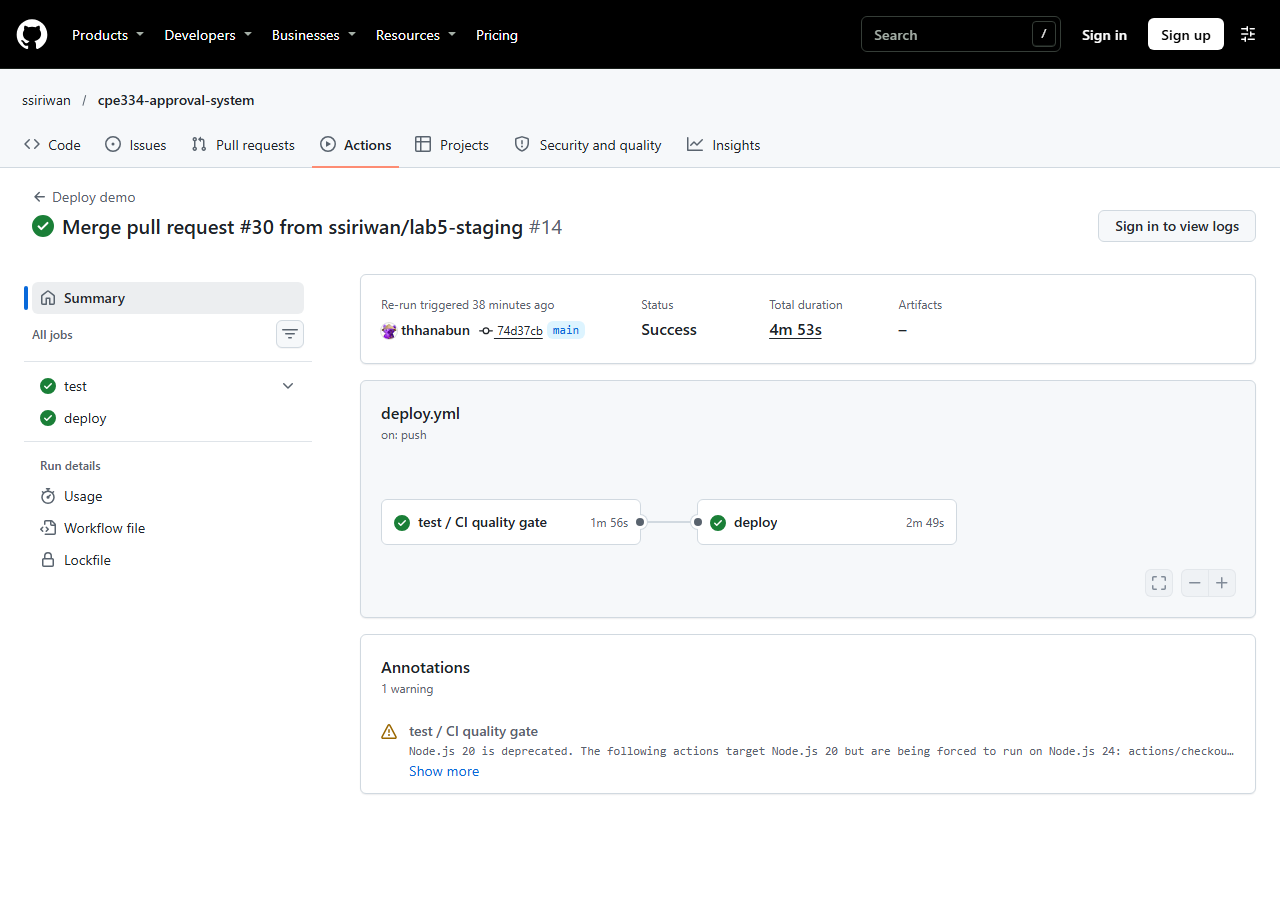 Products Developers Businesses Resources Pricing Search / Sign in Sign up
ssiriwan / cpe334-approval-system
Code Issues Pull requests Actions Projects Security and quality Insights
← Deploy demo
Merge pull request #30 from ssiriwan/lab5-staging #14
Sign in to view logs
Summary
All jobs
test
deploy
Run details
Usage
Workflow file
Lockfile
Re-run triggered 38 minutes ago
thhanabun 74d37cb main
Status
Success
Total duration
4m 53s
Artifacts
–
deploy.yml
on: push
test / CI quality gate 1m 56s
deploy 2m 49s
Annotations
1 warning
test / CI quality gate
Node.js 20 is deprecated. The following actions target Node.js 20 but are being forced to run on Node.js 24: actions/checkou…
Show more